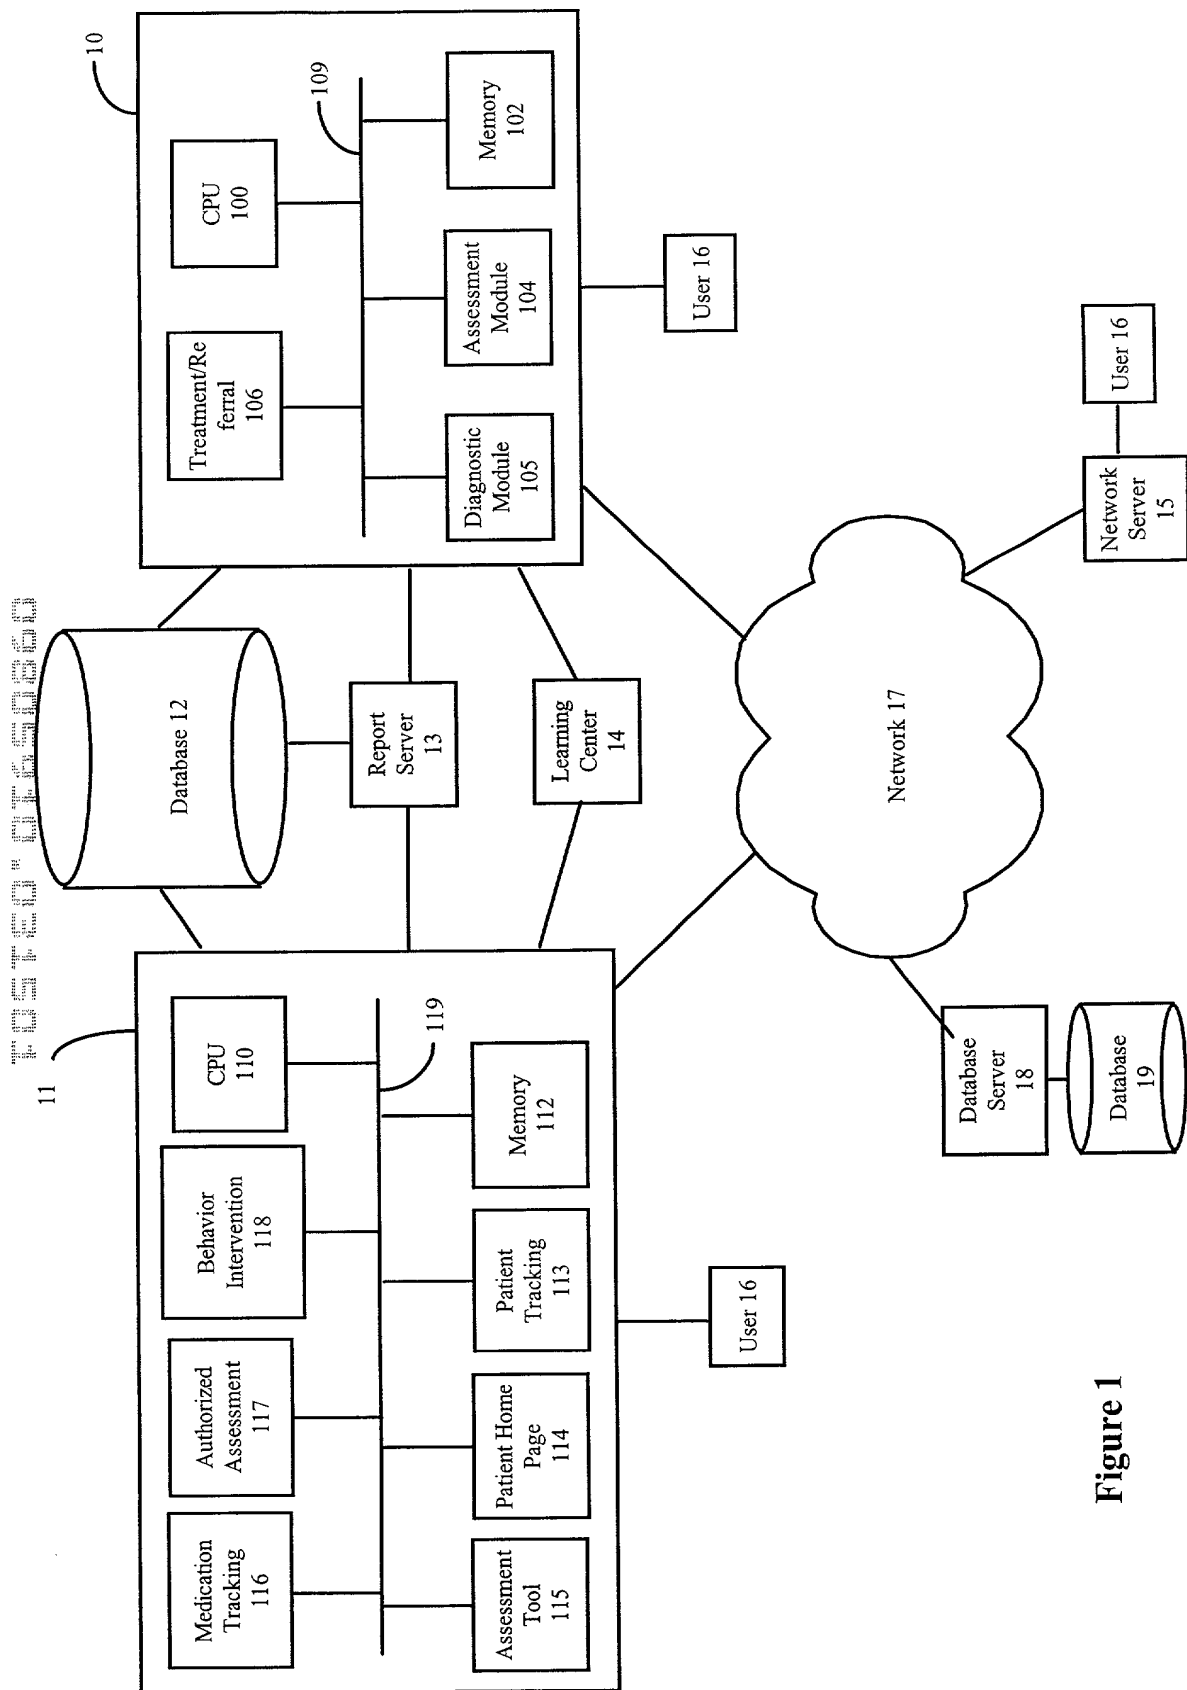 11
Medication
Tracking
116
Authorized
Assessment
117
Behavior
Intervention
118
CPU
110
119
Assessment
Tool
115
Patient Home
Page
114
Patient
Tracking
113
Memory
112
User 16
Database 12
Report
Server
13
Learning
Center
14
10
Treatment/Re
ferral
106
CPU
100
109
Diagnostic
Module
105
Assessment
Module
104
Memory
102
User 16
Network 17
Database
Server
18
Database
19
Network
Server
15
User 16
Figure 1